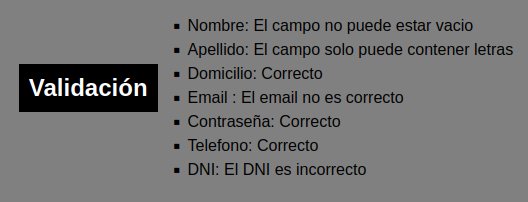 Validación
Nombre: El campo no puede estar vacio
Apellido: El campo solo puede contener letras
Domicilio: Correcto
Email : El email no es correcto
Contraseña: Correcto
Telefono: Correcto
DNI: El DNI es incorrecto